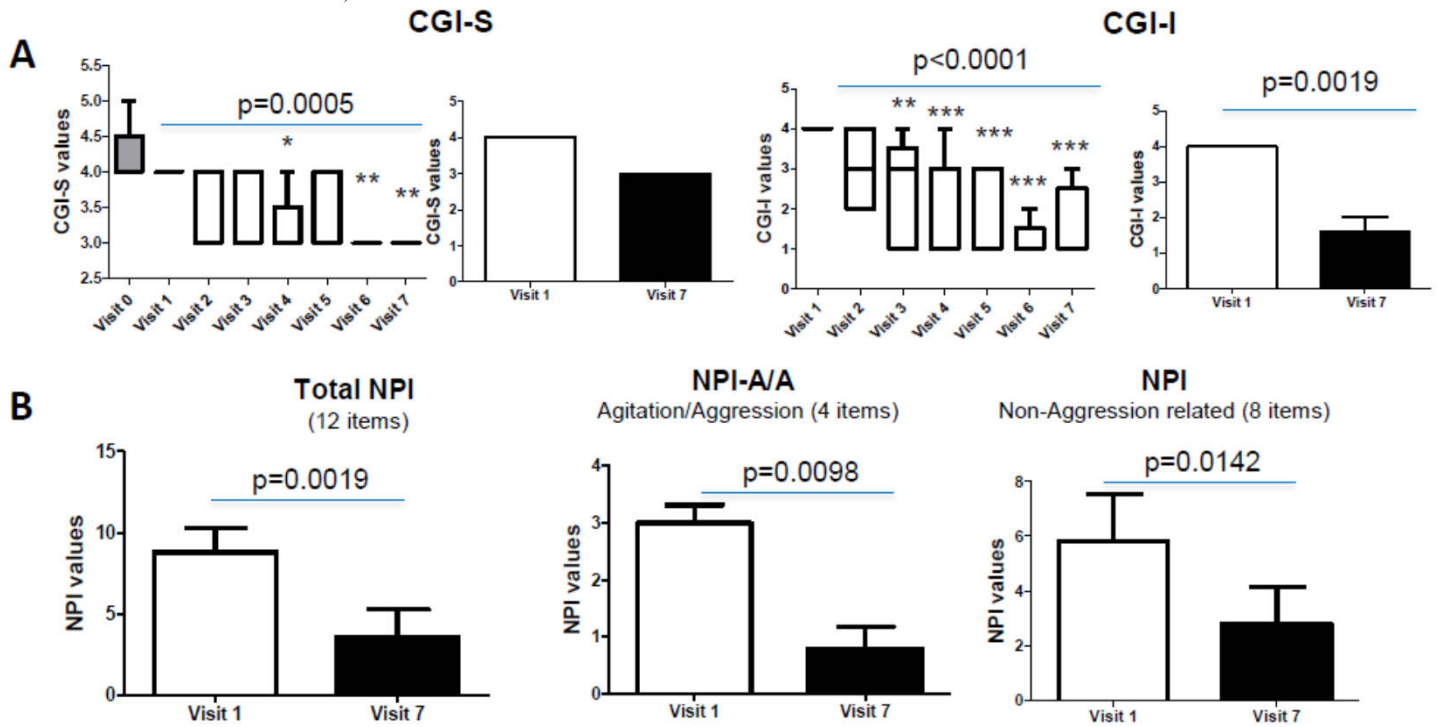 CGI-S
CGI-I
A
p=0.0005
CGI-S values
5.5
5.0
4.5
4.0
3.5
3.0
2.5
*
**
**
Visit 0
Visit 1
Visit 2
Visit 3
Visit 4
Visit 5
Visit 6
Visit 7
CGI-S values
5
4
3
2
1
0
Visit 1
Visit 7
p<0.0001
CGI-I values
5
4
3
2
1
0
**
***
***
***
***
Visit 1
Visit 2
Visit 3
Visit 4
Visit 5
Visit 6
Visit 7
p=0.0019
CGI-I values
5
4
3
2
1
0
Visit 1
Visit 7
B
Total NPI
(12 items)
p=0.0019
NPI values
15
10
5
0
Visit 1
Visit 7
NPI-A/A
Agitation/Aggression (4 items)
p=0.0098
NPI values
4
3
2
1
0
Visit 1
Visit 7
NPI
Non-Aggression related (8 items)
p=0.0142
NPI values
8
6
4
2
0
Visit 1
Visit 7